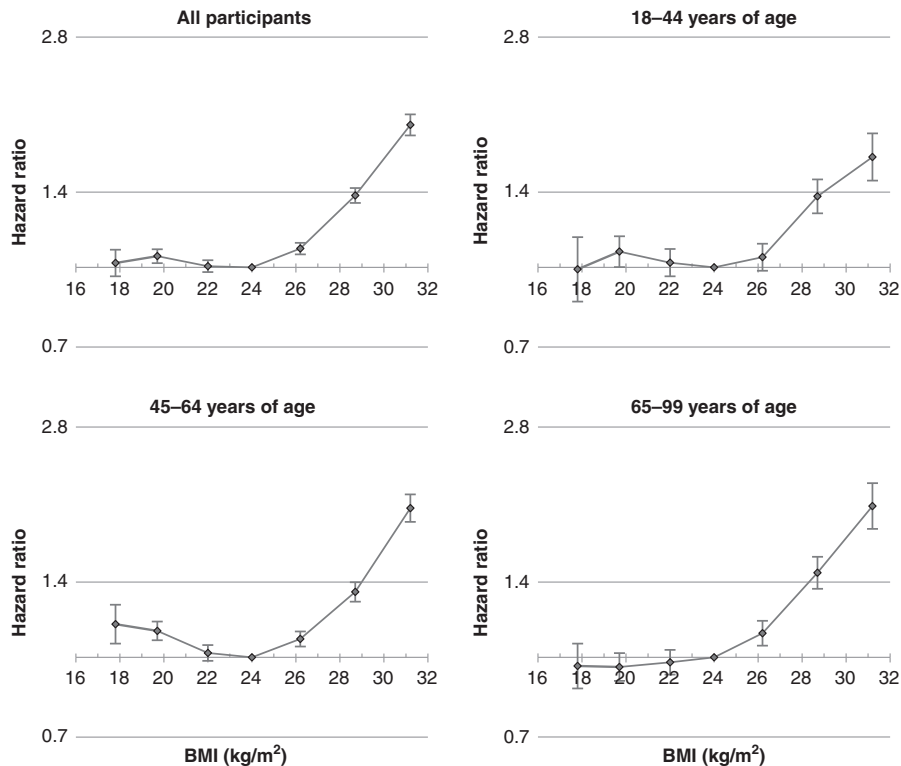 All participants
2.8
1.4
0.7
Hazard ratio
16 18 20 22 24 26 28 30 32
18–44 years of age
2.8
1.4
0.7
Hazard ratio
16 18 20 22 24 26 28 30 32
45–64 years of age
2.8
1.4
0.7
Hazard ratio
16 18 20 22 24 26 28 30 32
BMI (kg/m²)
65–99 years of age
2.8
1.4
0.7
Hazard ratio
16 18 20 22 24 26 28 30 32
BMI (kg/m²)